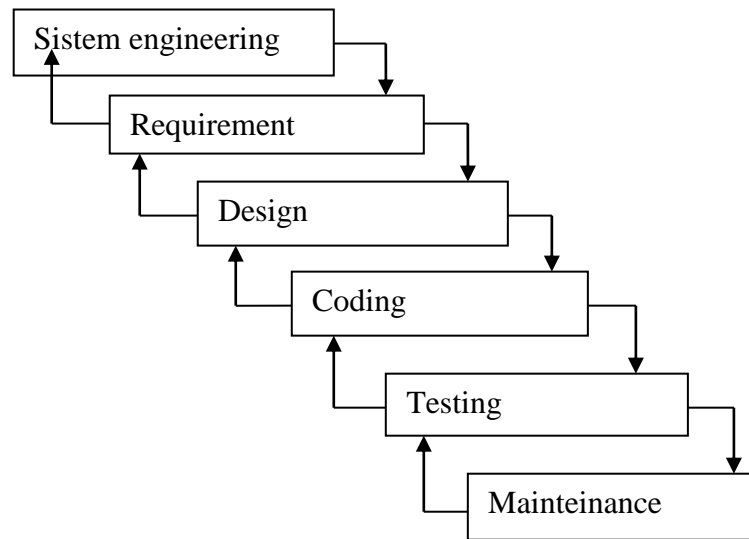 Sistem engineering
Requirement
Design
Coding
Testing
Mainteinance